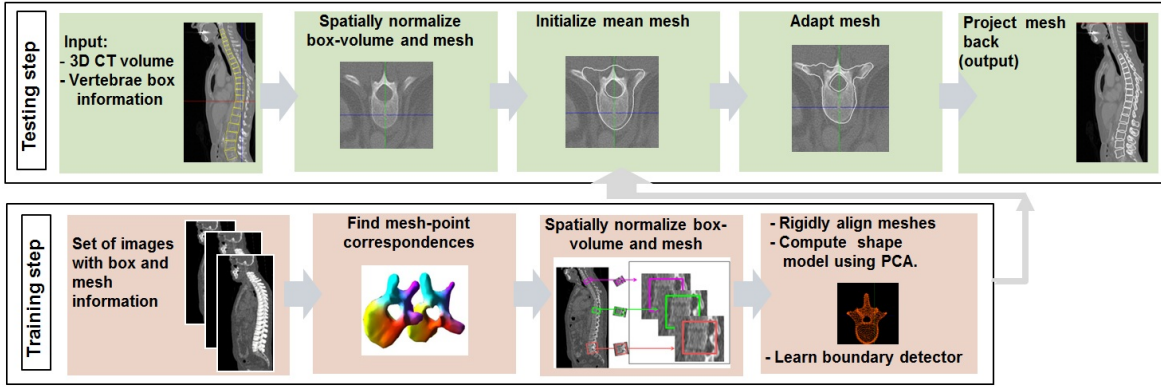 Testing step
Input:
- 3D CT volume
- Vertebrae box
information
Spatially normalize
box-volume and mesh
Initialize mean mesh
Adapt mesh
Project mesh
back
(output)
Training step
Set of images
with box and
mesh
information
Find mesh-point
correspondences
Spatially normalize box-
volume and mesh
- Rigidly align meshes
- Compute shape
model using PCA.
- Learn boundary detector